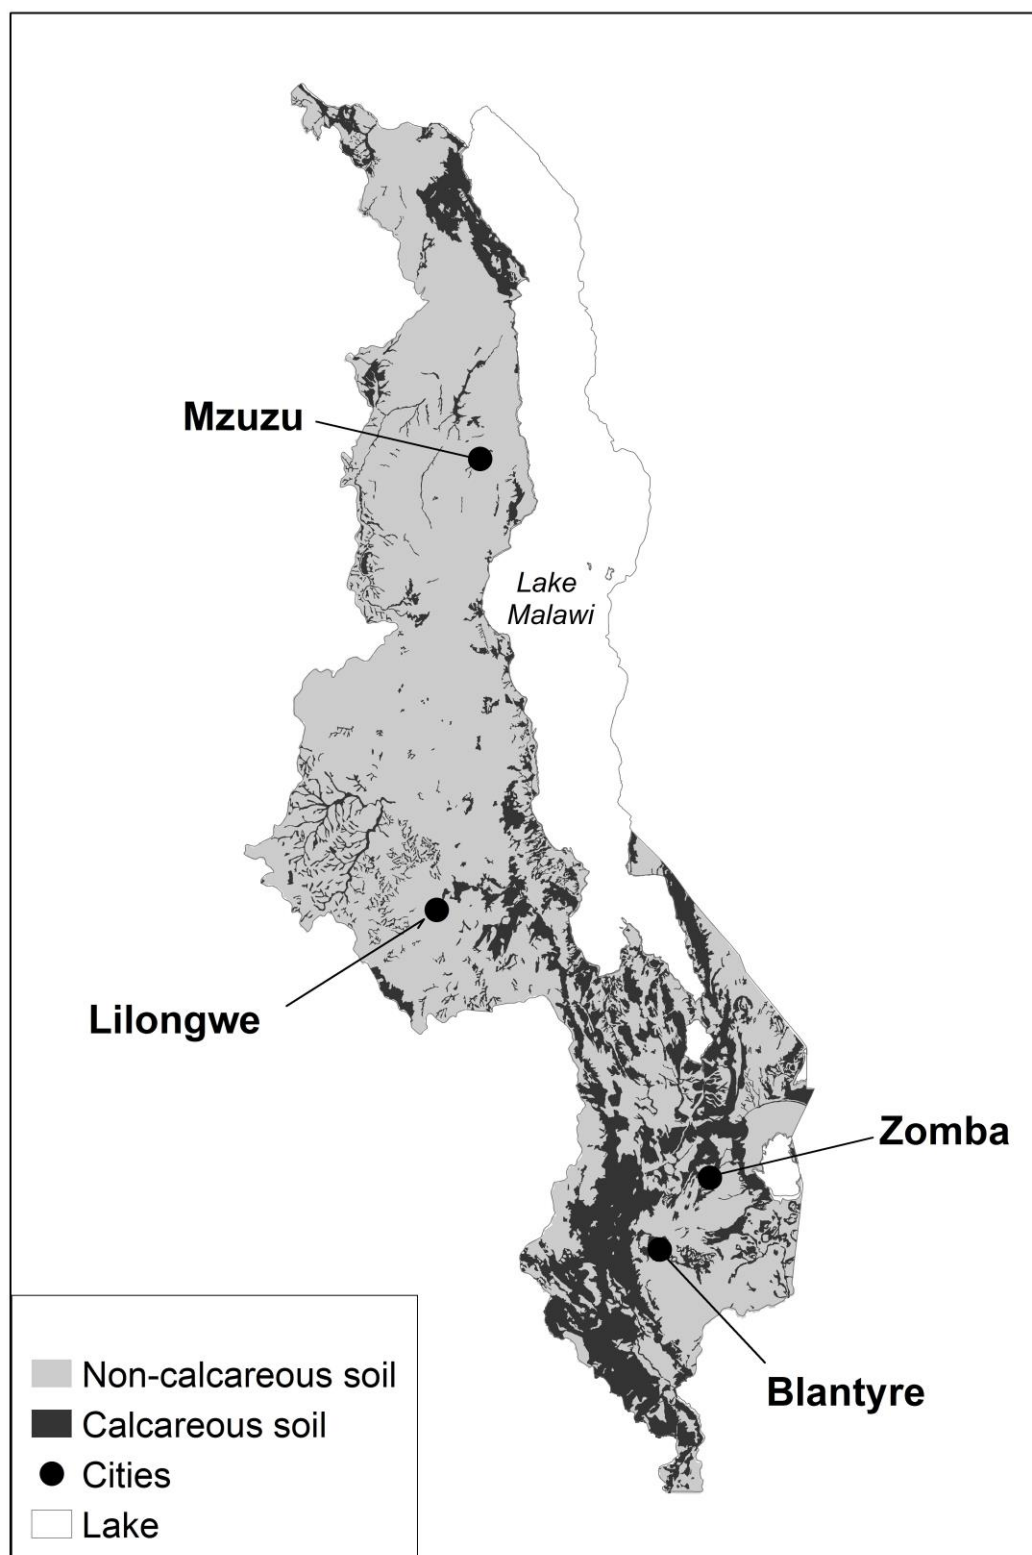 Mzuzu
Lake
Malawi
Lilongwe
Zomba
Blantyre
Non-calcareous soil
Calcareous soil
Cities
Lake